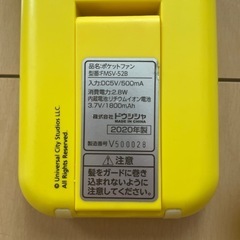 品名:ポケットファン
型番:FMSV-52B
入力:DC5V/500mA
消費電力:2.8W
内蔵電池:リチウムイオン電池
3.7V/1800mAh
株式会社ドウシシャ
MADE IN CHINA
2020年製
製造番号 V500028
注意
髪をガードに巻き
込まれないように注
意してください。
© Universal City Studios LLC.
All Rights Reserved.